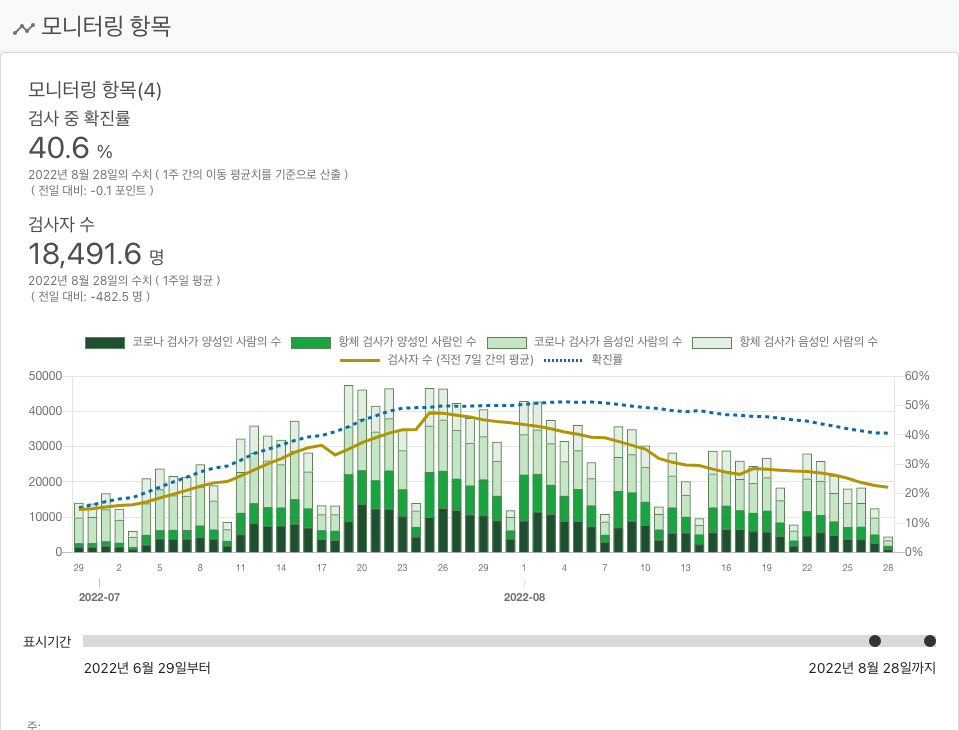 모니터링 항목
모니터링 항목(4)
검사 중 확진률
40.6 %
2022년 8월 28일의 수치 ( 1주 간의 이동 평균치를 기준으로 산출 )
( 전일 대비: -0.1 포인트 )
검사자 수
18,491.6 명
2022년 8월 28일의 수치 ( 1주일 평균 )
( 전일 대비: -482.5 명 )
코로나 검사가 양성인 사람의 수 항체 검사가 양성인 사람인 수 코로나 검사가 음성인 사람의 수 항체 검사가 음성인 사람의 수
검사자 수 (직전 7일 간의 평균) 확진률
50000 60%
50%
40000
40%
30000
30%
20000
20%
10000
10%
0 0%
29 2 5 8 11 14 17 20 23 26 29 1 4 7 10 13 16 19 22 25 28
2022-07 2022-08
표시기간
2022년 6월 29일부터 2022년 8월 28일까지
주: